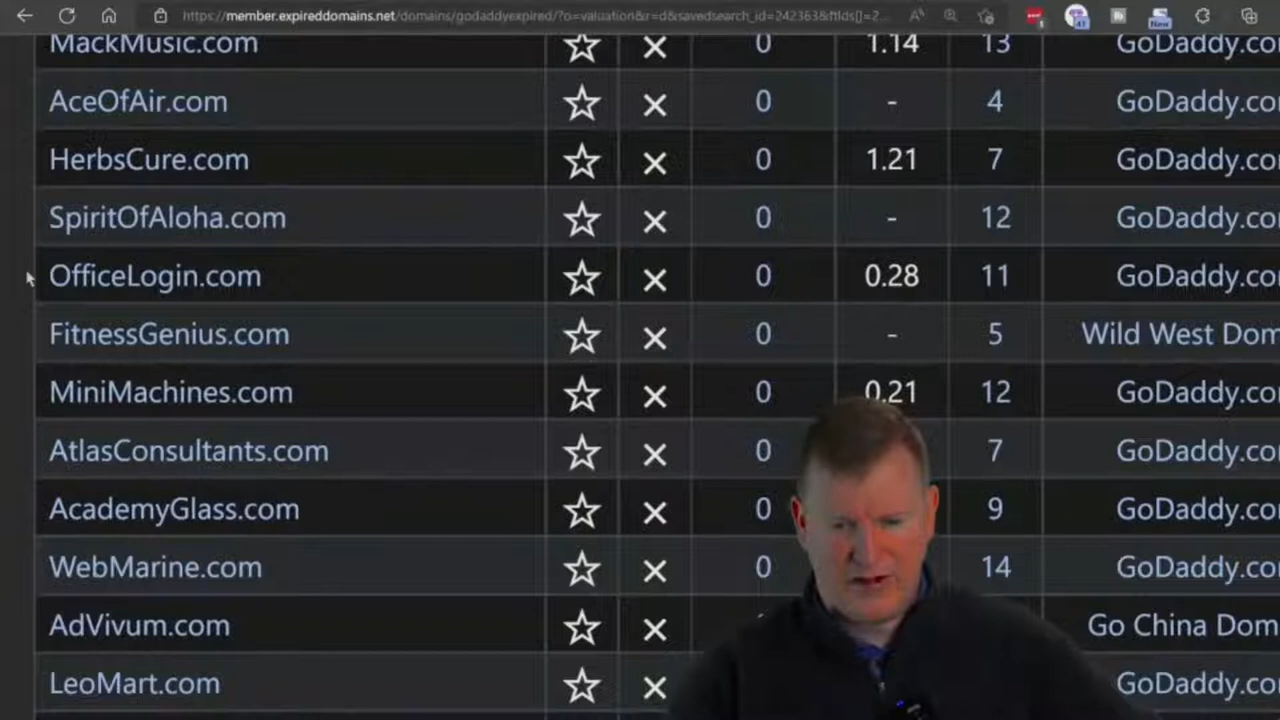 https://member.expireddomains.net/domains/godaddyexpired/?o=valuation&r=d&savedsearch_id=242363&ftlds[]=2...
MackMusic.com 0 1.14 13 GoDaddy.co
AceOfAir.com 0 - 4 GoDaddy.co
HerbsCure.com 0 1.21 7 GoDaddy.co
SpiritOfAloha.com 0 - 12 GoDaddy.co
OfficeLogin.com 0 0.28 11 GoDaddy.co
FitnessGenius.com 0 - 5 Wild West Dom
MiniMachines.com 0 0.21 12 GoDaddy.co
AtlasConsultants.com 0 7 GoDaddy.co
AcademyGlass.com 0 9 GoDaddy.co
WebMarine.com 0 14 GoDaddy.co
AdVivum.com Go China Dom
LeoMart.com GoDaddy.co